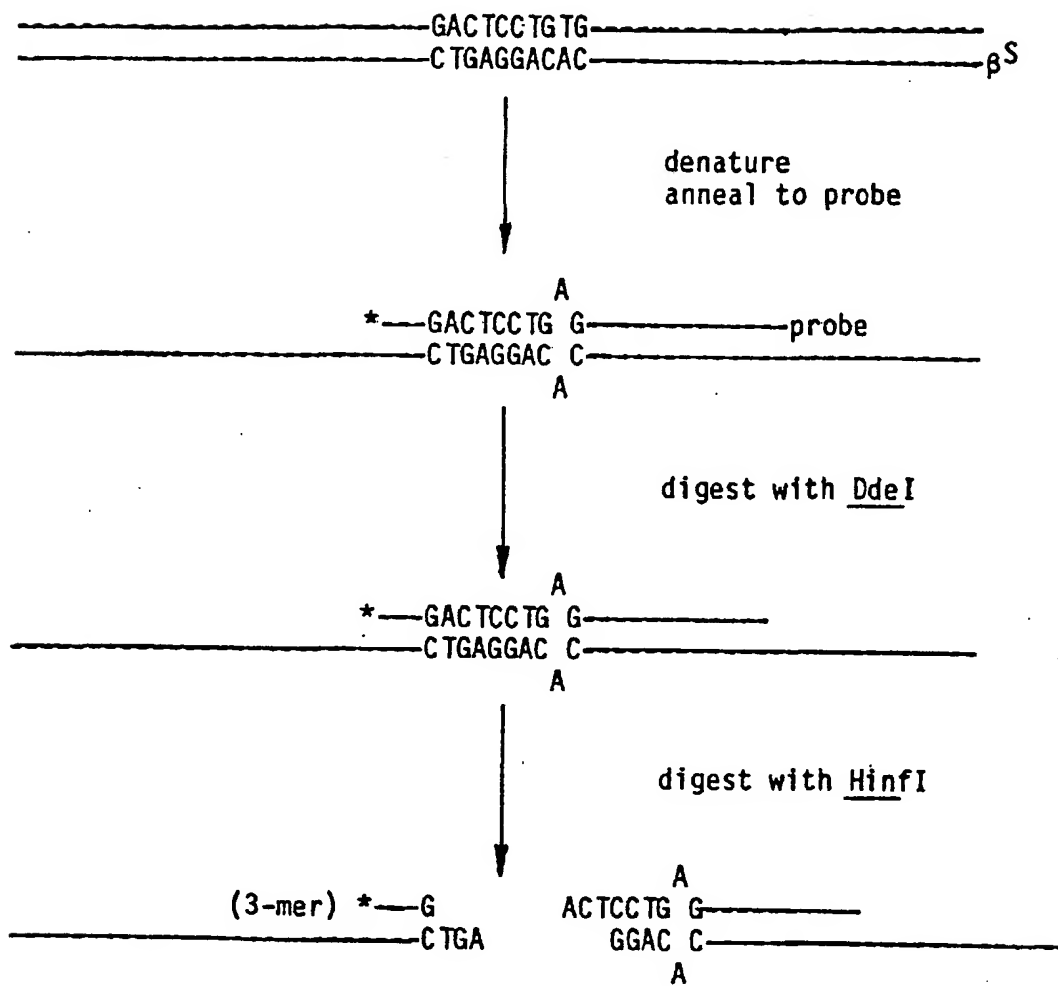 GACTCCTGTG
CTGAGGACAC βS
denature
anneal to probe
A
*—GACTCCTG G—probe
CTGAGGAC C
A
digest with DdeI
A
*—GACTCCTG G
CTGAGGAC C
A
digest with HinfI
A
(3-mer) *—G ACTCCTG G
CTGA GGAC C
A